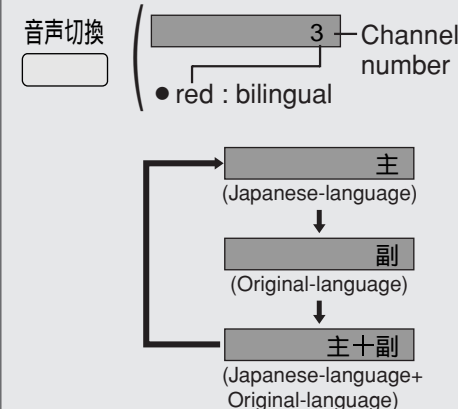 音声切換
3
Channel number
● red : bilingual
主
(Japanese-language)
副
(Original-language)
主＋副
(Japanese-language+
Original-language)